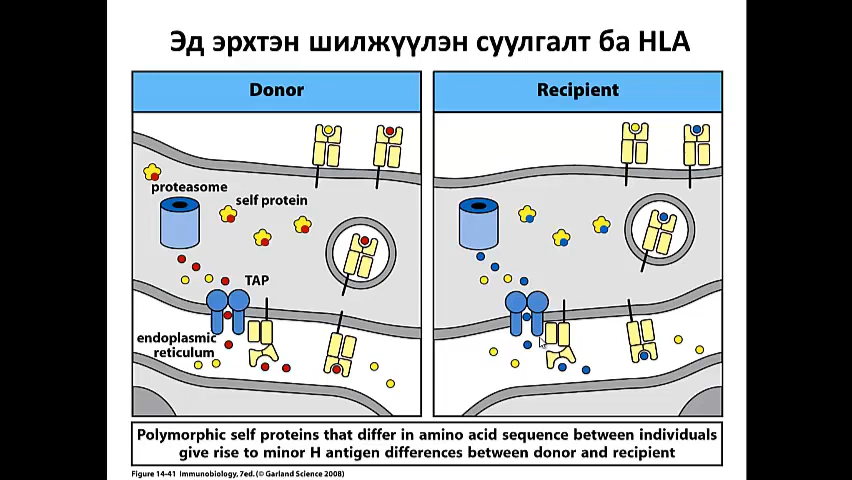 Эд эрхтэн шилжүүлэн суулгалт ба HLA
Donor
Recipient
proteasome
self protein
TAP
endoplasmic
reticulum
Polymorphic self proteins that differ in amino acid sequence between individuals
give rise to minor H antigen differences between donor and recipient
Figure 14-41 Immunobiology, 7ed. (© Garland Science 2008)